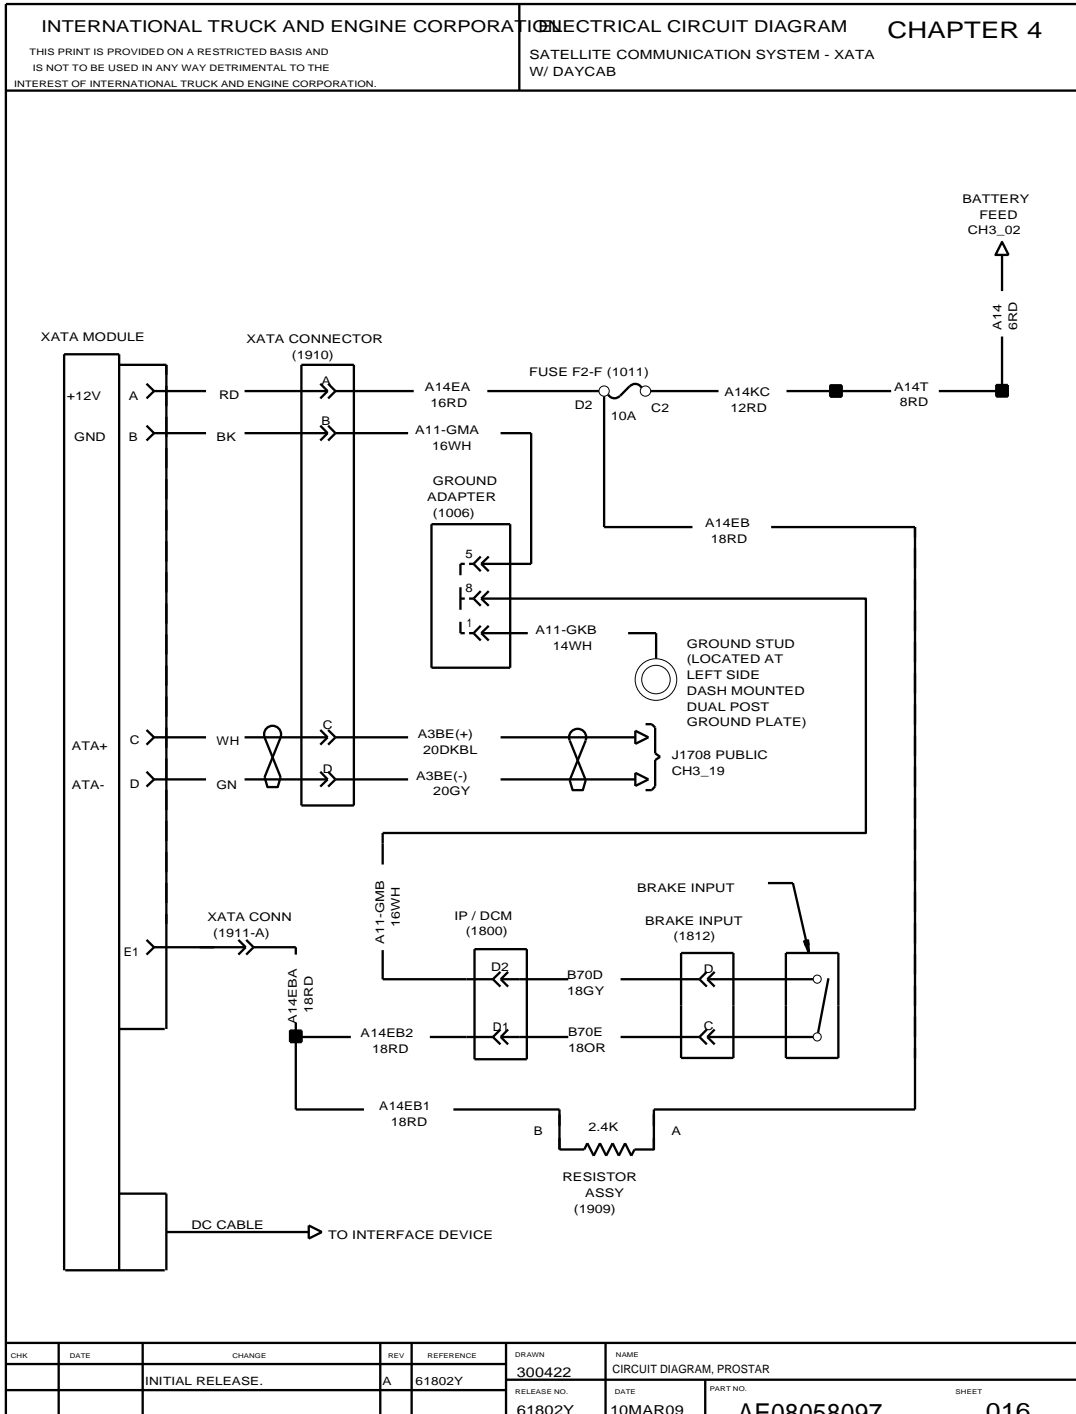 INTERNATIONAL TRUCK AND ENGINE CORPORATION
THIS PRINT IS PROVIDED ON A RESTRICTED BASIS AND
IS NOT TO BE USED IN ANY WAY DETRIMENTAL TO THE
INTEREST OF INTERNATIONAL TRUCK AND ENGINE CORPORATION.
ELECTRICAL CIRCUIT DIAGRAM
SATELLITE COMMUNICATION SYSTEM - XATA
W/ DAYCAB
CHAPTER 4
BATTERY
FEED
CH3_02
A14
6RD
XATA MODULE
XATA CONNECTOR
(1910)
FUSE F2-F (1011)
+12V
A
RD
A
A14EA
16RD
D2
10A
C2
A14KC
12RD
A14T
8RD
GND
B
BK
B
A11-GMA
16WH
GROUND
ADAPTER
(1006)
A14EB
18RD
5
8
1
A11-GKB
14WH
GROUND STUD
(LOCATED AT
LEFT SIDE
DASH MOUNTED
DUAL POST
GROUND PLATE)
ATA+
C
WH
C
A3BE(+)
20DKBL
J1708 PUBLIC
CH3_19
ATA-
D
GN
D
A3BE(-)
20GY
A11-GMB
16WH
BRAKE INPUT
XATA CONN
(1911-A)
IP / DCM
(1800)
BRAKE INPUT
(1812)
E1
A14EBA
18RD
D2
B70D
18GY
D
A14EB2
18RD
D1
B70E
18OR
C
A14EB1
18RD
B
2.4K
A
RESISTOR
ASSY
(1909)
DC CABLE
TO INTERFACE DEVICE
CHK
DATE
CHANGE
REV
REFERENCE
DRAWN
300422
NAME
CIRCUIT DIAGRAM, PROSTAR
INITIAL RELEASE.
A
61802Y
RELEASE NO.
61802Y
DATE
10MAR09
PART NO.
AE08058097
SHEET
016